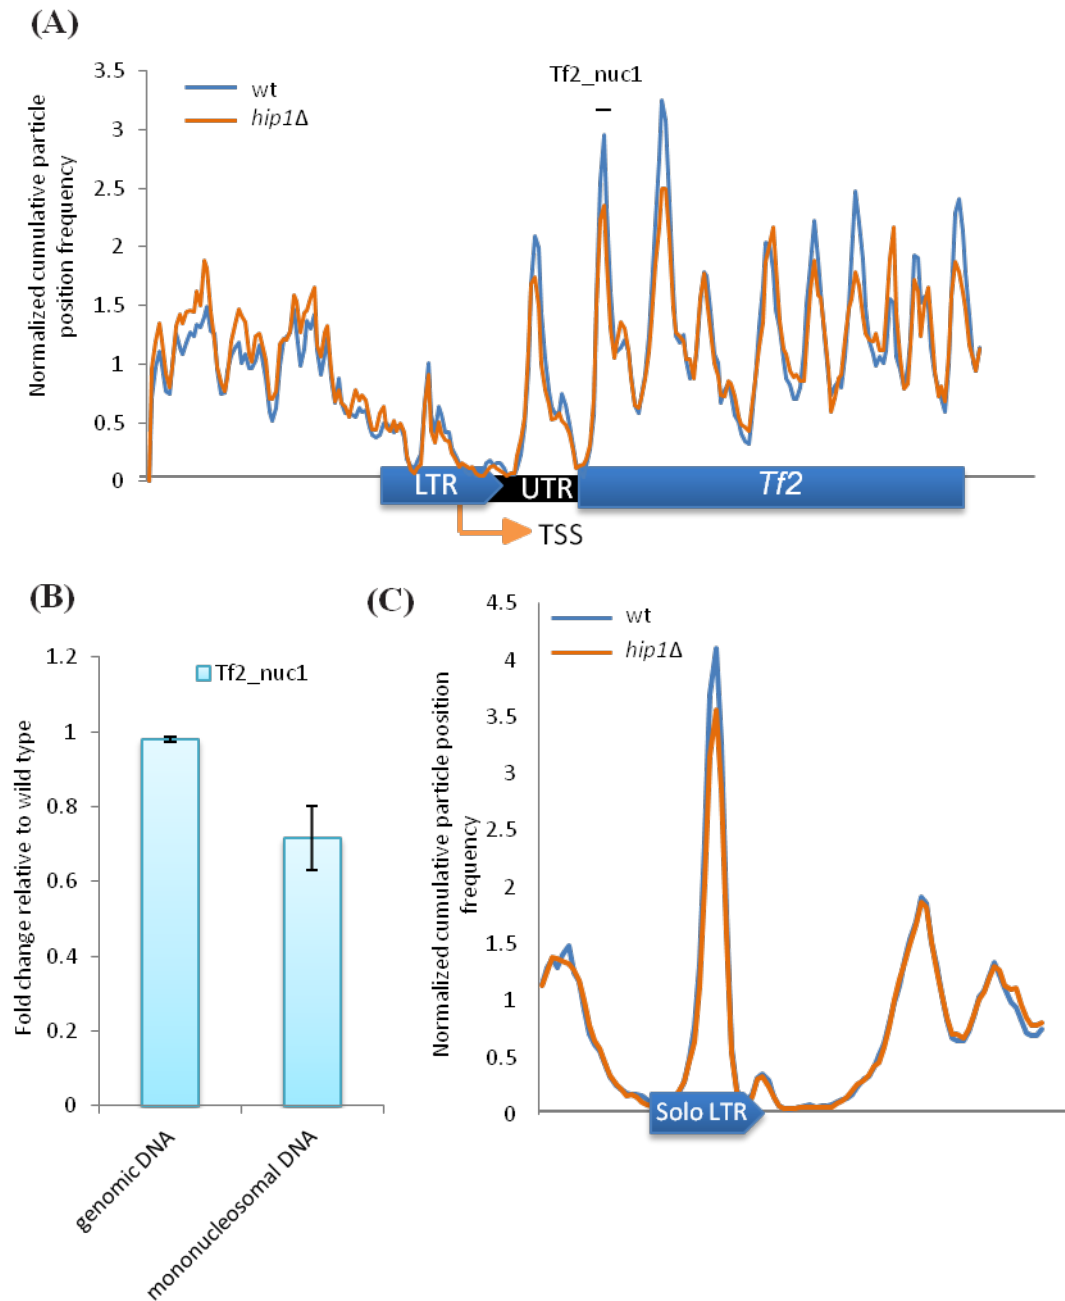 (A)
3.5
3
2.5
2
1.5
1
0.5
0
Normalized cumulative particle
position frequency
wt
hip1Δ
Tf2_nuc1
LTR
UTR
Tf2
TSS
(B)
1.2
1
0.8
0.6
0.4
0.2
0
Fold change relative to wild type
Tf2_nuc1
genomic DNA
mononucleosomal DNA
(C)
4.5
4
3.5
3
2.5
2
1.5
1
0.5
0
Normalized cumulative particle position
frequency
wt
hip1Δ
Solo LTR